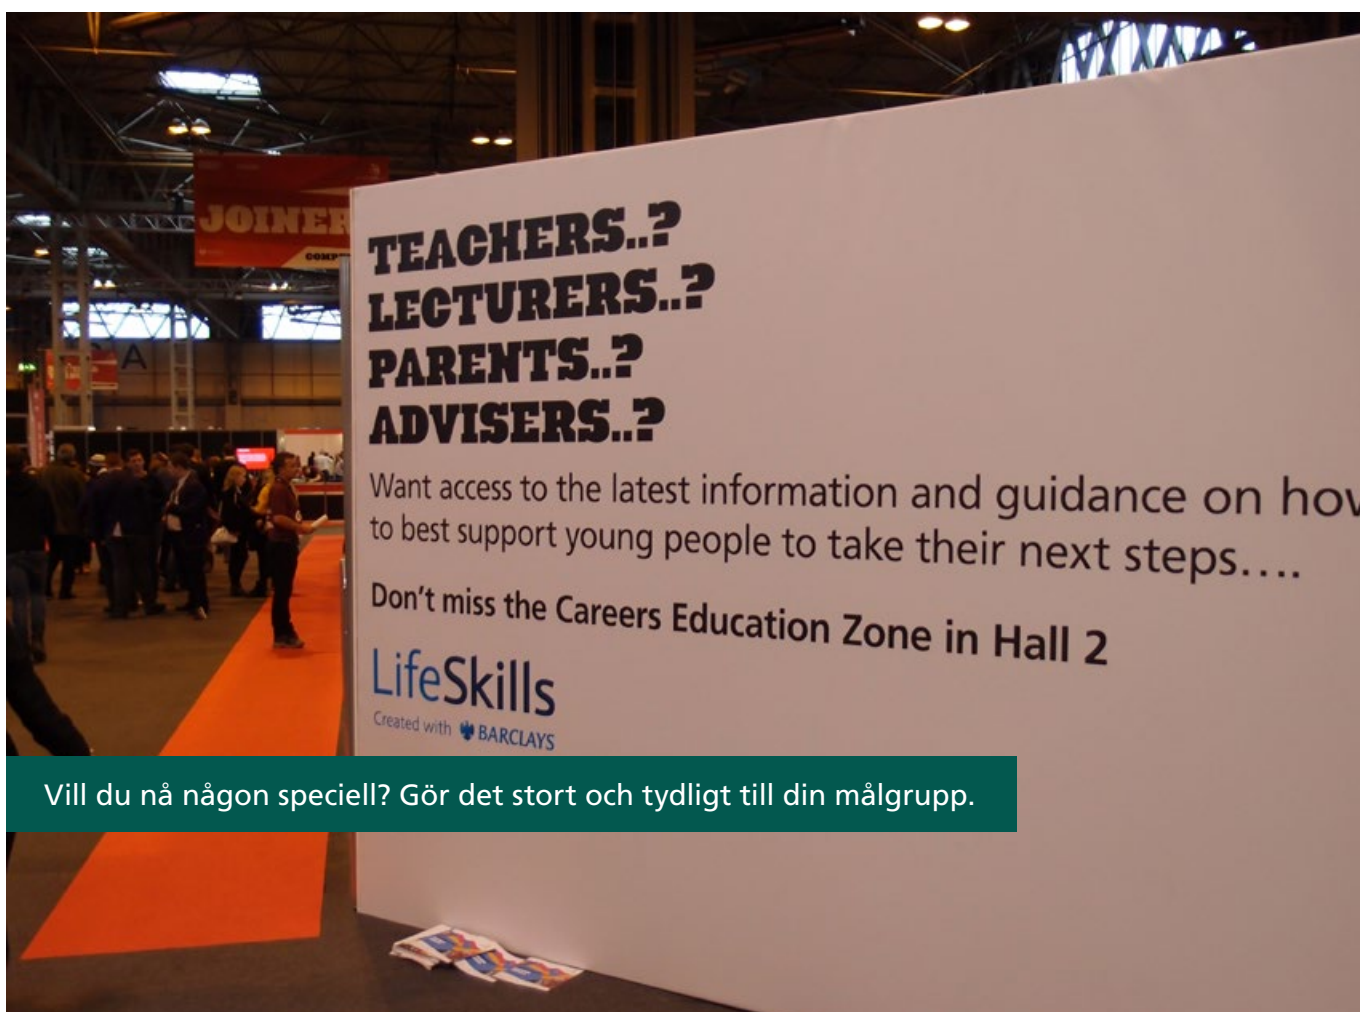 JOINER
COMP
A
TEACHERS..?
LECTURERS..?
PARENTS..?
ADVISERS..?
Want access to the latest information and guidance on how
to best support young people to take their next steps....
Don't miss the Careers Education Zone in Hall 2
LifeSkills
Created with BARCLAYS
Vill du nå någon speciell? Gör det stort och tydligt till din målgrupp.